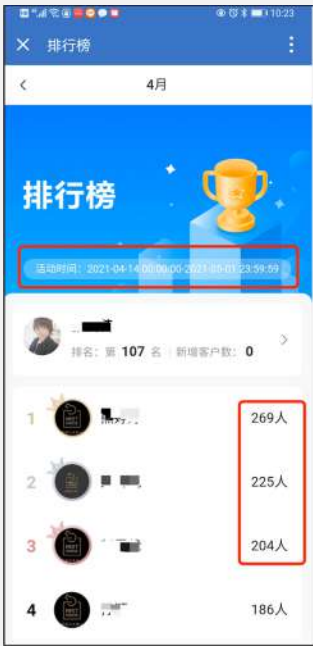 10:23
排行榜
4月
排行榜
活动时间：2021-04-14 00:00:00-2021-05-01 23:59:59
排名：第 107 名 新增客户数：0
1 269人
2 225人
3 204人
4 186人